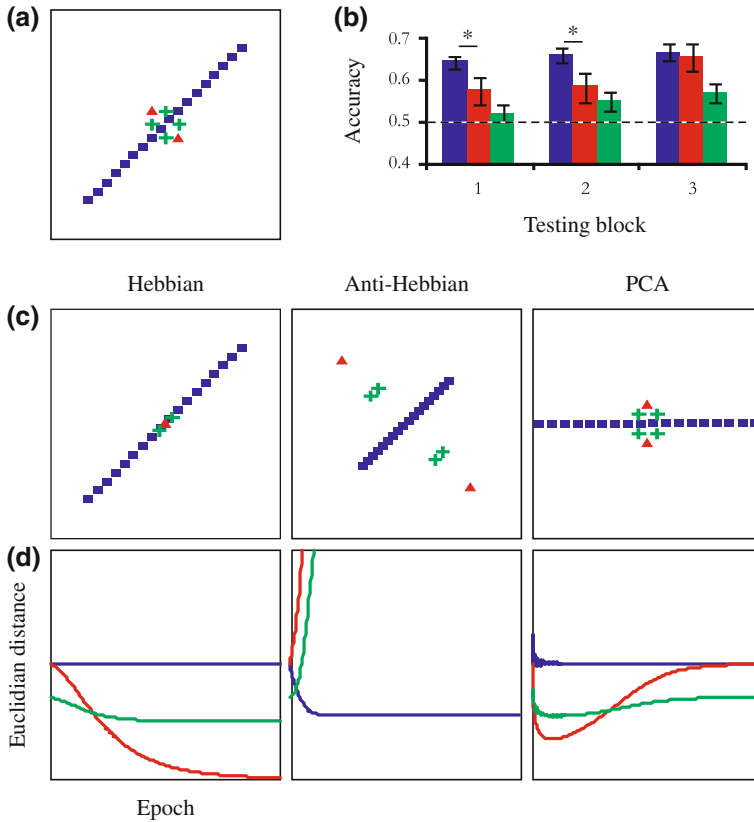 (a)
(b)
Accuracy
0.7
0.6
0.5
0.4
*
*
1
2
3
Testing block
Hebbian
Anti-Hebbian
PCA
(c)
(d)
Euclidian distance
Epoch